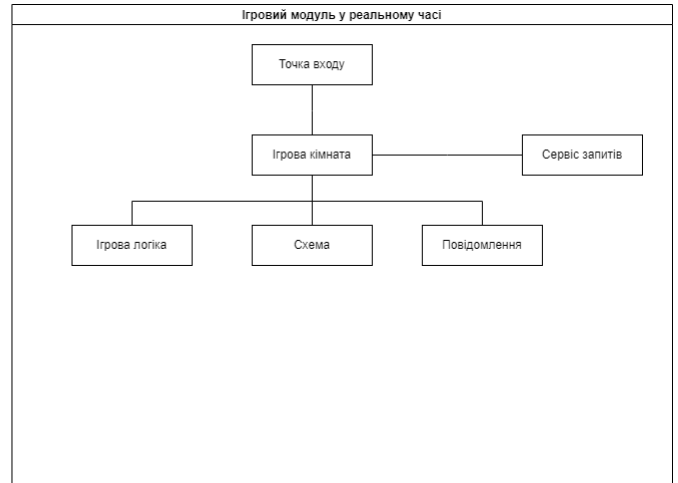 Ігровий модуль у реальному часі
Точка входу
Ігрова кімната
Сервіс запитів
Ігрова логіка
Схема
Повідомлення